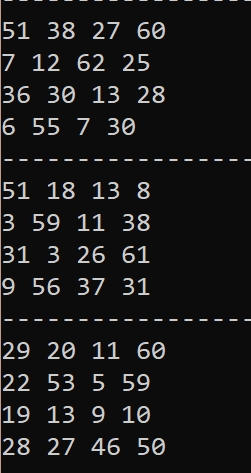 -----------------
51 38 27 60
7 12 62 25
36 30 13 28
6 55 7 30
-----------------
51 18 13 8
3 59 11 38
31 3 26 61
9 56 37 31
-----------------
29 20 11 60
22 53 5 59
19 13 9 10
28 27 46 50